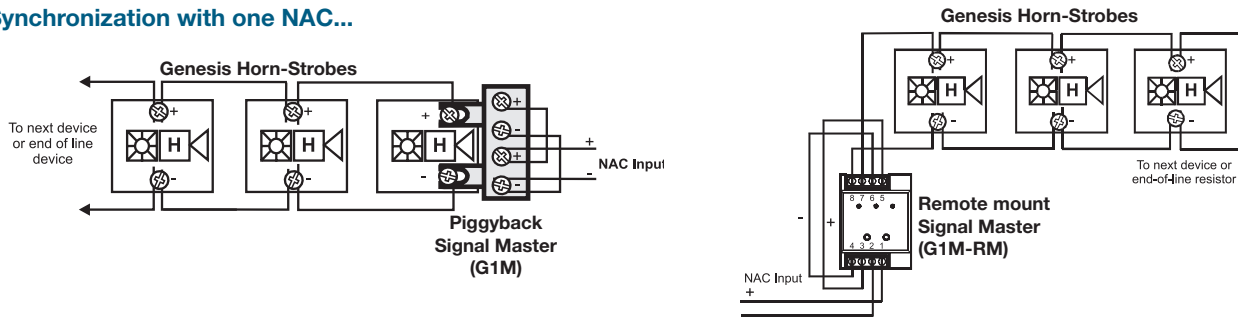 Synchronization with one NAC...
Genesis Horn-Strobes
+
+
+
+
-
+
-
H
H
H
-
-
-
To next device
or end of line
device
+
NAC Input
-
Piggyback
Signal Master
(G1M)
Genesis Horn-Strobes
+
+
+
H
H
H
-
-
-
To next device or
end-of-line resistor
8 7 6 5
4 3 2 1
-
+
Remote mount
Signal Master
(G1M-RM)
NAC Input
+